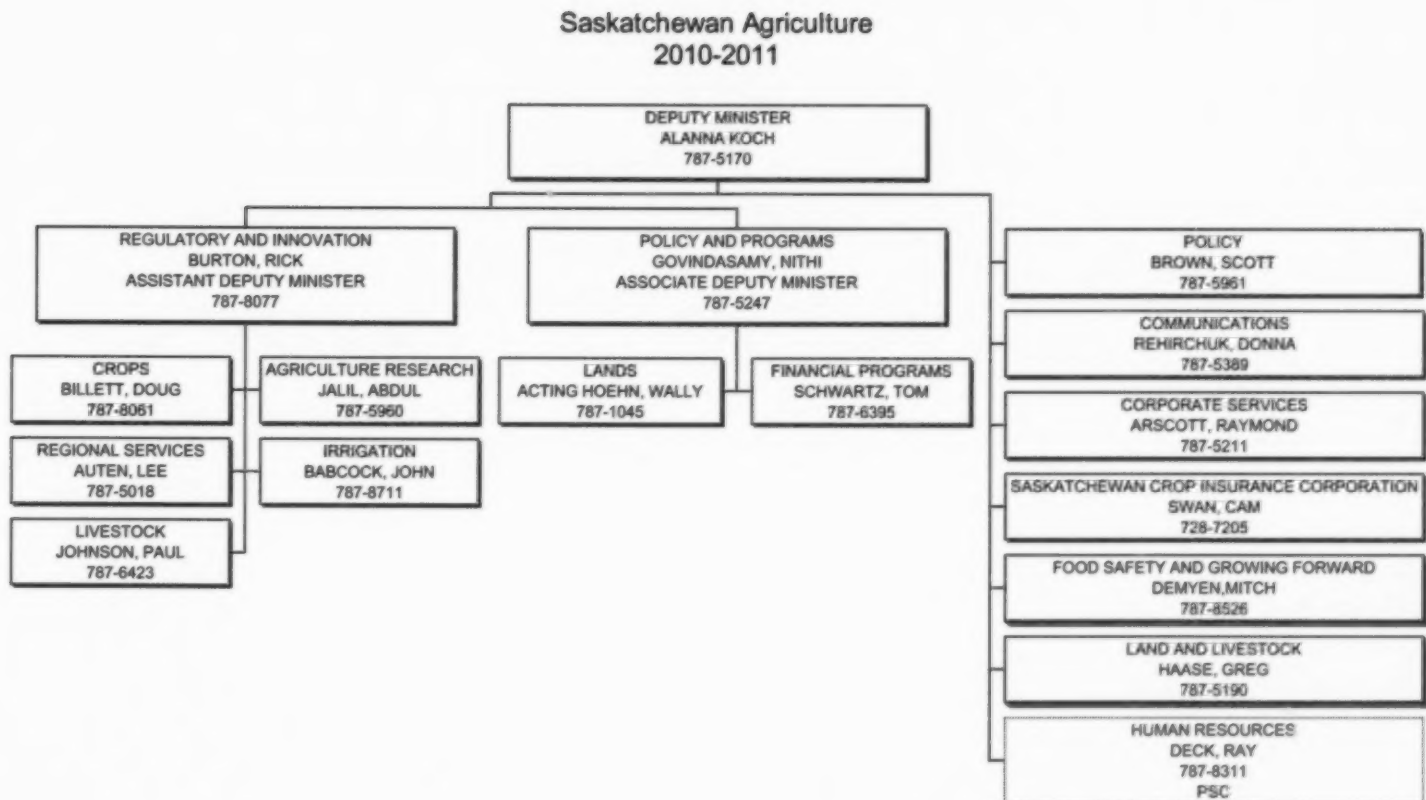 Saskatchewan Agriculture
2010-2011
DEPUTY MINISTER
ALANNA KOCH
787-5170
REGULATORY AND INNOVATION
BURTON, RICK
ASSISTANT DEPUTY MINISTER
787-8077
POLICY AND PROGRAMS
GOVINDASAMY, NITHI
ASSOCIATE DEPUTY MINISTER
787-5247
CROPS
BILLETT, DOUG
787-8061
AGRICULTURE RESEARCH
JALIL, ABDUL
787-5960
REGIONAL SERVICES
AUTEN, LEE
787-5018
IRRIGATION
BABCOCK, JOHN
787-8711
LIVESTOCK
JOHNSON, PAUL
787-6423
LANDS
ACTING HOEHN, WALLY
787-1045
FINANCIAL PROGRAMS
SCHWARTZ, TOM
787-6395
POLICY
BROWN, SCOTT
787-5961
COMMUNICATIONS
REHIRCHUK, DONNA
787-5389
CORPORATE SERVICES
ARSCOTT, RAYMOND
787-5211
SASKATCHEWAN CROP INSURANCE CORPORATION
SWAN, CAM
728-7205
FOOD SAFETY AND GROWING FORWARD
DEMYEN,MITCH
787-8526
LAND AND LIVESTOCK
HAASE, GREG
787-5190
HUMAN RESOURCES
DECK, RAY
787-8311
PSC